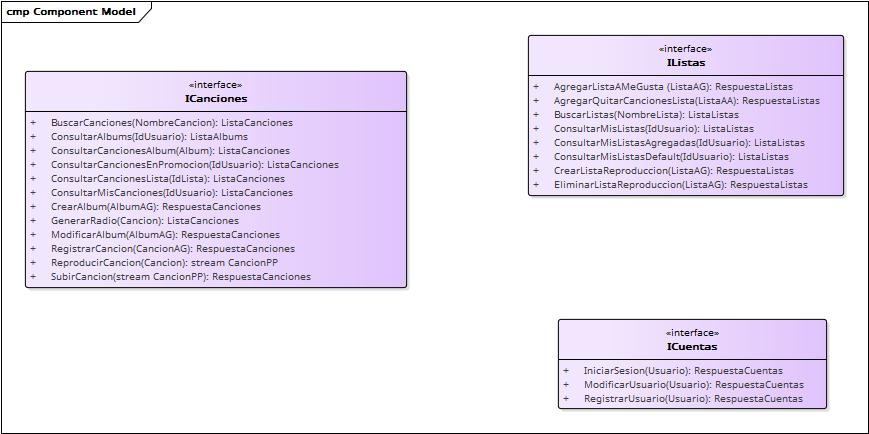 cmp Component Model
«interface»
ICanciones
+ BuscarCanciones(NombreCancion): ListaCanciones
+ ConsultarAlbums(IdUsuario): ListaAlbums
+ ConsultarCancionesAlbum(Album): ListaCanciones
+ ConsultarCancionesEnPromocion(IdUsuario): ListaCanciones
+ ConsultarCancionesLista(IdLista): ListaCanciones
+ ConsultarMisCanciones(IdUsuario): ListaCanciones
+ CrearAlbum(AlbumAG): RespuestaCanciones
+ GenerarRadio(Cancion): ListaCanciones
+ ModificarAlbum(AlbumAG): RespuestaCanciones
+ RegistrarCancion(CancionAG): RespuestaCanciones
+ ReproducirCancion(Cancion): stream CancionPP
+ SubirCancion(stream CancionPP): RespuestaCanciones
«interface»
IListas
+ AgregarListaAMeGusta (ListaAG): RespuestaListas
+ AgregarQuitarCancionesLista(ListaAA): RespuestaListas
+ BuscarListas(NombreLista): ListaListas
+ ConsultarMisListas(IdUsuario): ListaListas
+ ConsultarMisListasAgregadas(IdUsuario): ListaListas
+ ConsultarMisListasDefault(IdUsuario): ListaListas
+ CrearListaReproduccion(ListaAG): RespuestaListas
+ EliminarListaReproduccion(ListaAG): RespuestaListas
«interface»
ICuentas
+ IniciarSesion(Usuario): RespuestaCuentas
+ ModificarUsuario(Usuario): RespuestaCuentas
+ RegistrarUsuario(Usuario): RespuestaCuentas